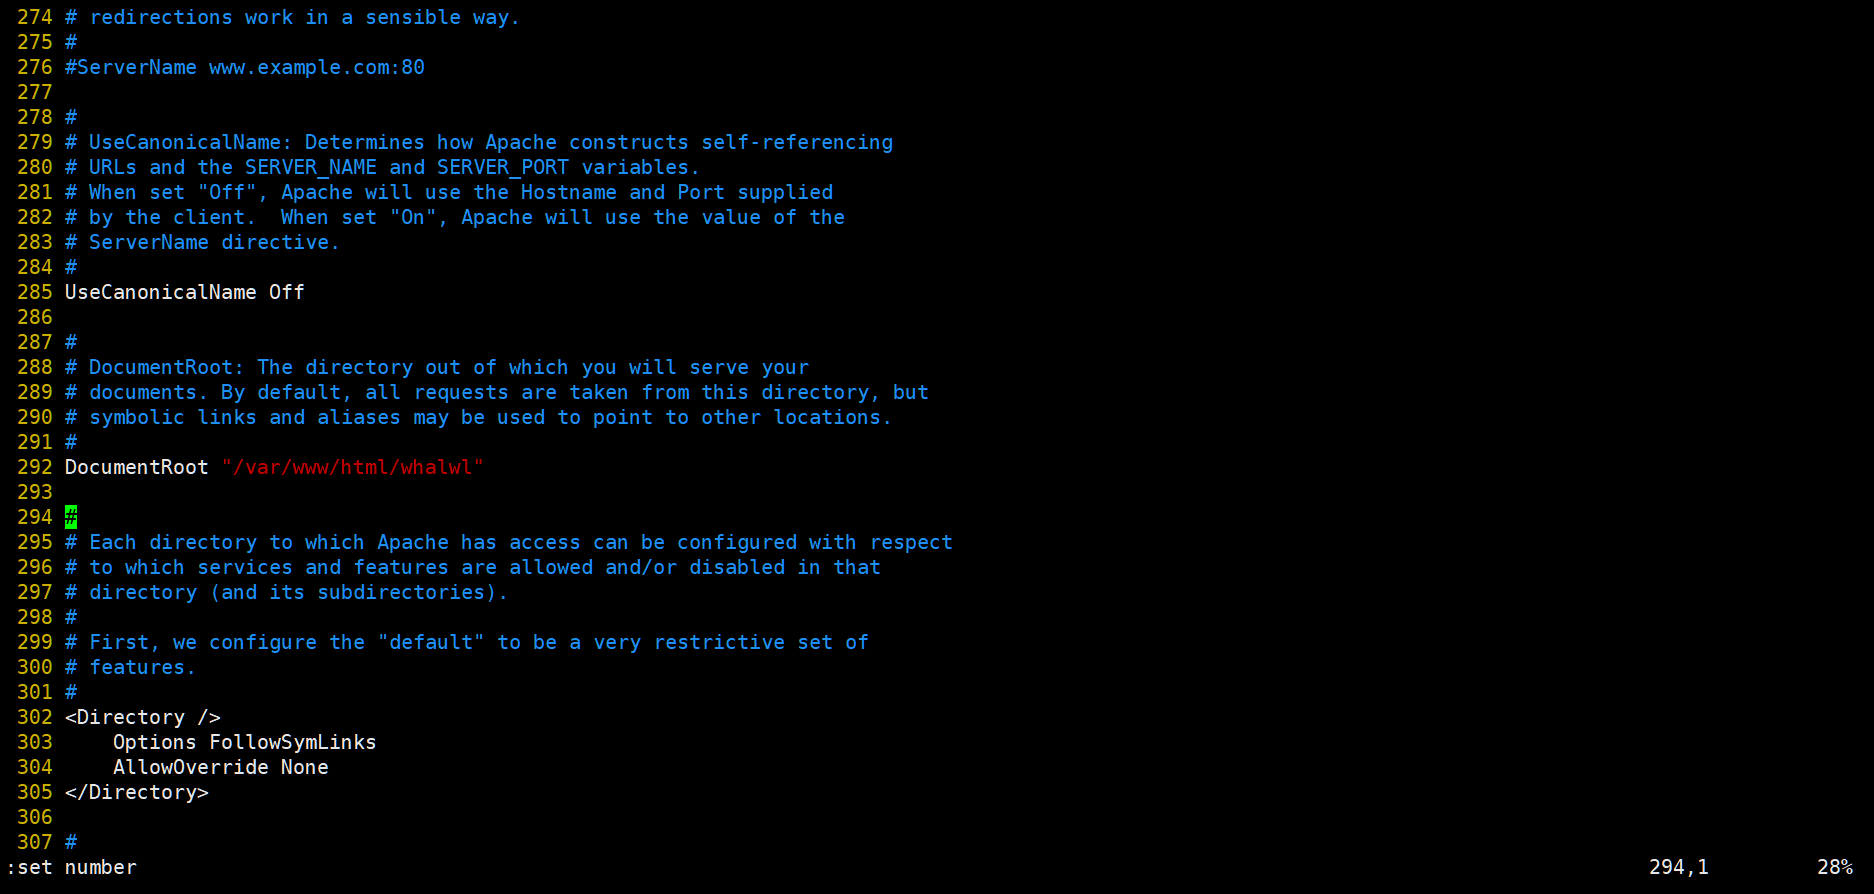 274 # redirections work in a sensible way.
275 #
276 #ServerName www.example.com:80
277
278 #
279 # UseCanonicalName: Determines how Apache constructs self-referencing
280 # URLs and the SERVER_NAME and SERVER_PORT variables.
281 # When set "Off", Apache will use the Hostname and Port supplied
282 # by the client.  When set "On", Apache will use the value of the
283 # ServerName directive.
284 #
285 UseCanonicalName Off
286
287 #
288 # DocumentRoot: The directory out of which you will serve your
289 # documents. By default, all requests are taken from this directory, but
290 # symbolic links and aliases may be used to point to other locations.
291 #
292 DocumentRoot "/var/www/html/whalwl"
293
294 #
295 # Each directory to which Apache has access can be configured with respect
296 # to which services and features are allowed and/or disabled in that
297 # directory (and its subdirectories).
298 #
299 # First, we configure the "default" to be a very restrictive set of
300 # features.
301 #
302 <Directory />
303     Options FollowSymLinks
304     AllowOverride None
305 </Directory>
306
307 #
:set number 294,1 28%